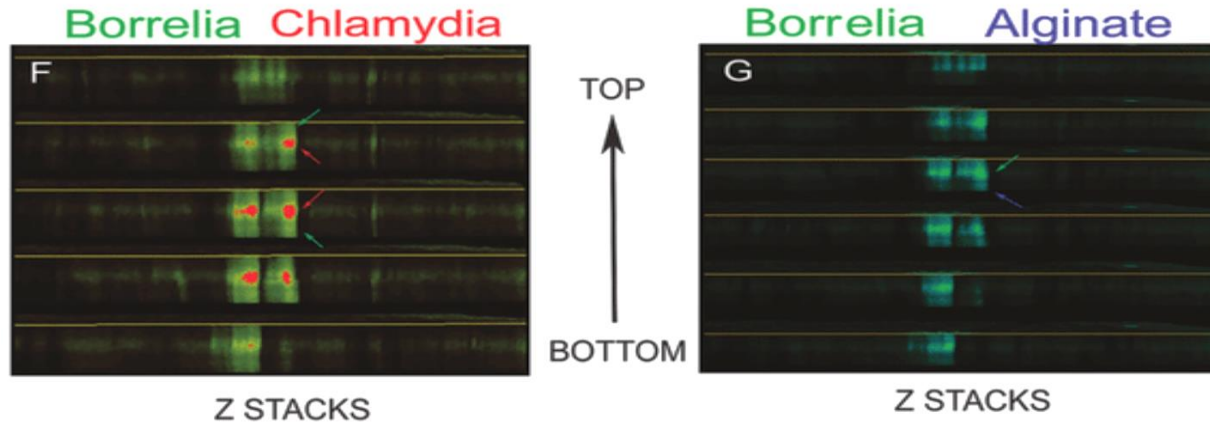 Borrelia Chlamydia
F
Borrelia Alginate
G
TOP
BOTTOM
Z STACKS
Z STACKS